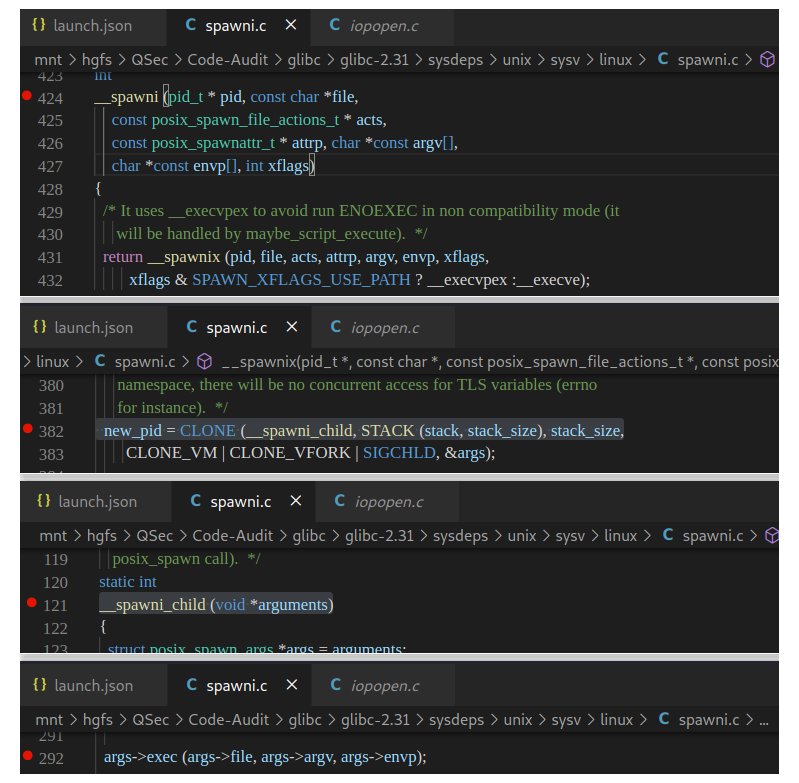 {} launch.json C spawni.c × C iopopen.c
mnt > hgfs > QSec > Code-Audit > glibc > glibc-2.31 > sysdeps > unix > sysv > linux > C spawni.c >
423 int
424 __spawni (pid_t * pid, const char *file,
425 const posix_spawn_file_actions_t * acts,
426 const posix_spawnattr_t * attrp, char *const argv[],
427 char *const envp[], int xflags)
428 {
429 /* It uses __execvpex to avoid run ENOEXEC in non compatibility mode (it
430 will be handled by maybe_script_execute). */
431 return __spawnix (pid, file, acts, attrp, argv, envp, xflags,
432 xflags & SPAWN_XFLAGS_USE_PATH ? __execvpex :__execve);
{} launch.json C spawni.c × C iopopen.c
> linux > C spawni.c > __spawnix(pid_t *, const char *, const posix_spawn_file_actions_t *, const posix
380 namespace, there will be no concurrent access for TLS variables (errno
381 for instance). */
382 new_pid = CLONE (__spawni_child, STACK (stack, stack_size), stack_size,
383 CLONE_VM | CLONE_VFORK | SIGCHLD, &args);
{} launch.json C spawni.c × C iopopen.c
mnt > hgfs > QSec > Code-Audit > glibc > glibc-2.31 > sysdeps > unix > sysv > linux > C spawni.c >
119 posix_spawn call). */
120 static int
121 __spawni_child (void *arguments)
122 {
123 struct posix_spawn_args *args = arguments;
{} launch.json C spawni.c × C iopopen.c
mnt > hgfs > QSec > Code-Audit > glibc > glibc-2.31 > sysdeps > unix > sysv > linux > C spawni.c > ...
291
292 args->exec (args->file, args->argv, args->envp);